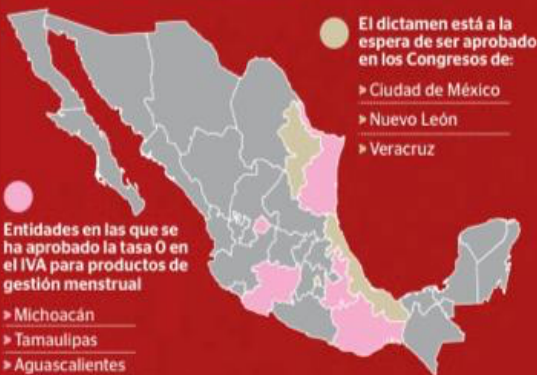 El dictamen está a la
espera de ser aprobado
en los Congresos de:
▸ Ciudad de México
▸ Nuevo León
▸ Veracruz
Entidades en las que se
ha aprobado la tasa 0 en
el IVA para productos de
gestión menstrual
▸ Michoacán
▸ Tamaulipas
▸ Aguascalientes